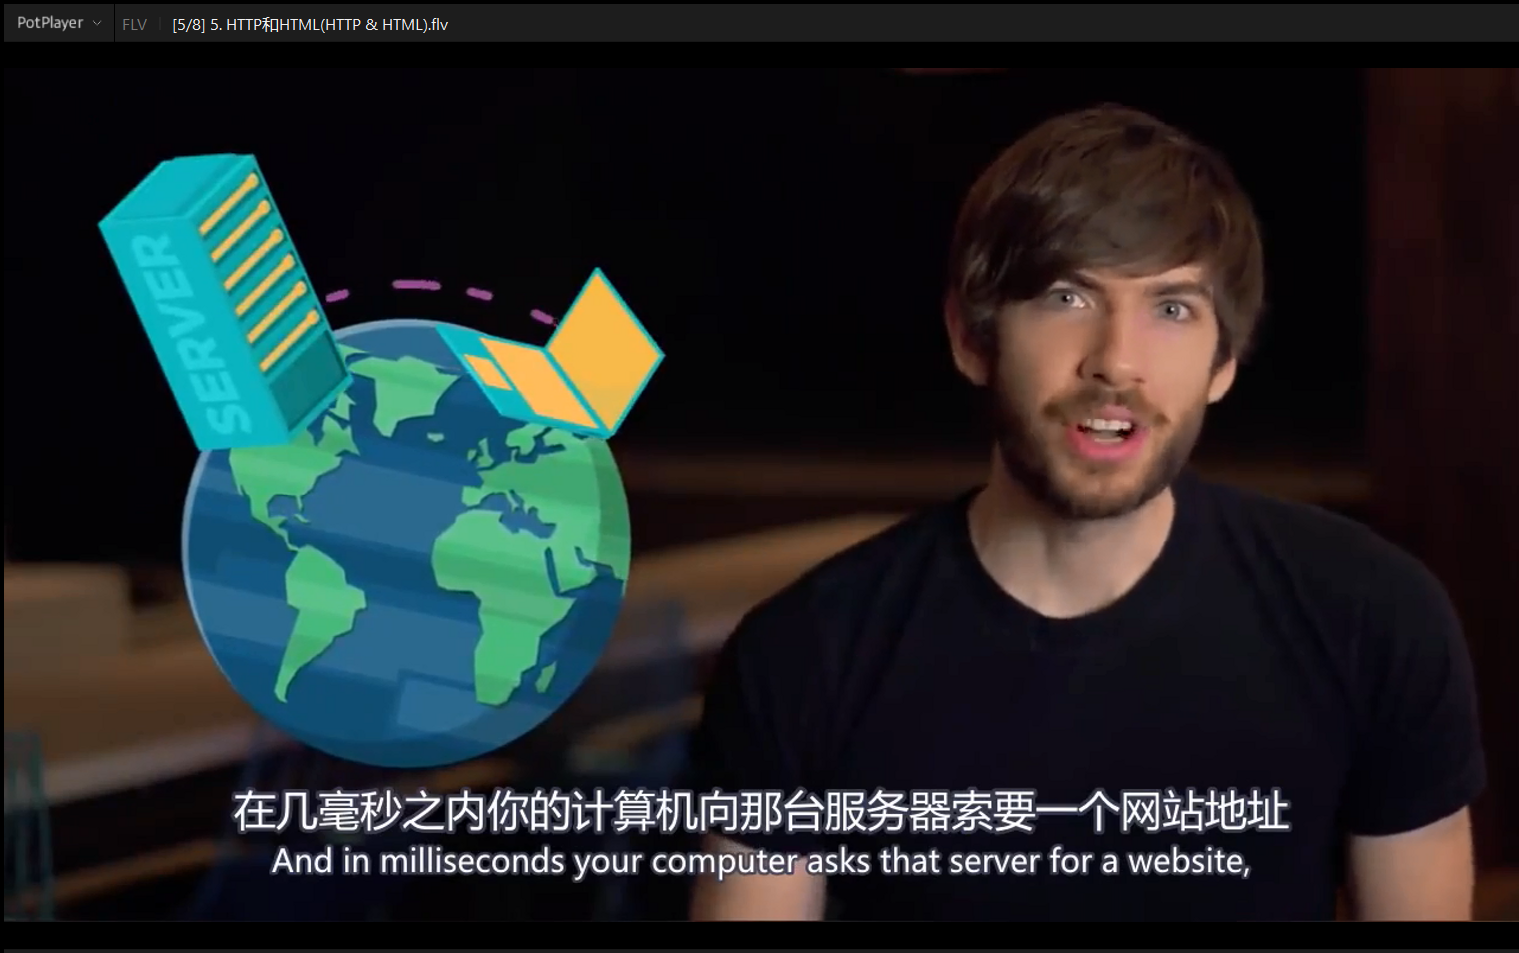 PotPlayer FLV [5/8] 5. HTTP和HTML(HTTP & HTML).flv
SERVER
在几毫秒之内你的计算机向那台服务器索要一个网站地址
And in milliseconds your computer asks that server for a website,